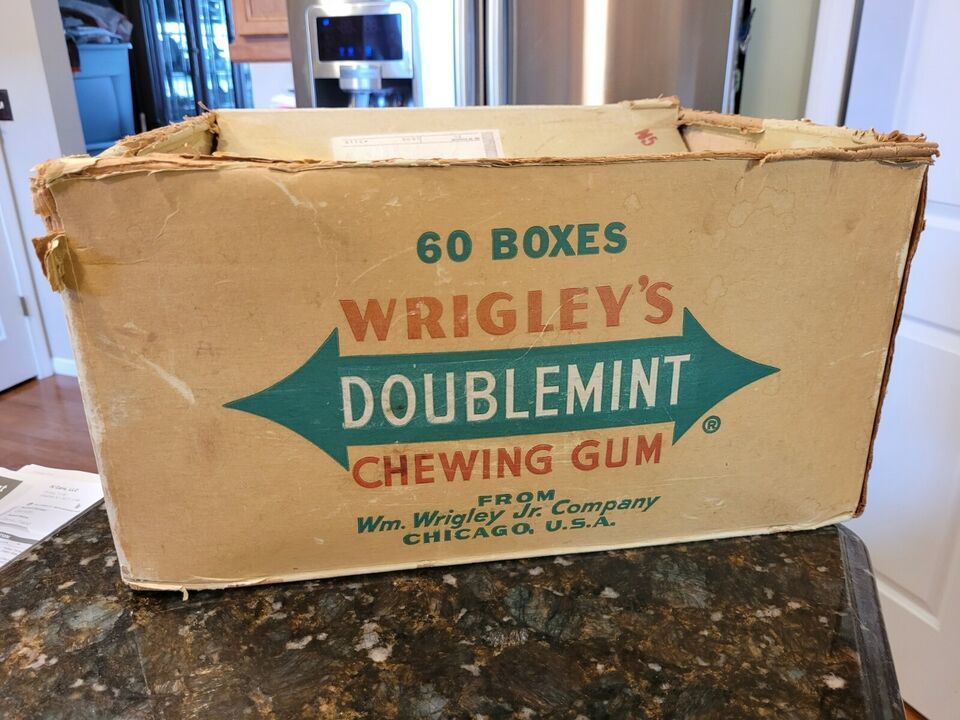 60 BOXES
WRIGLEY'S
DOUBLEMINT
®
CHEWING GUM
FROM
Wm. Wrigley Jr. Company
CHICAGO, U.S.A.